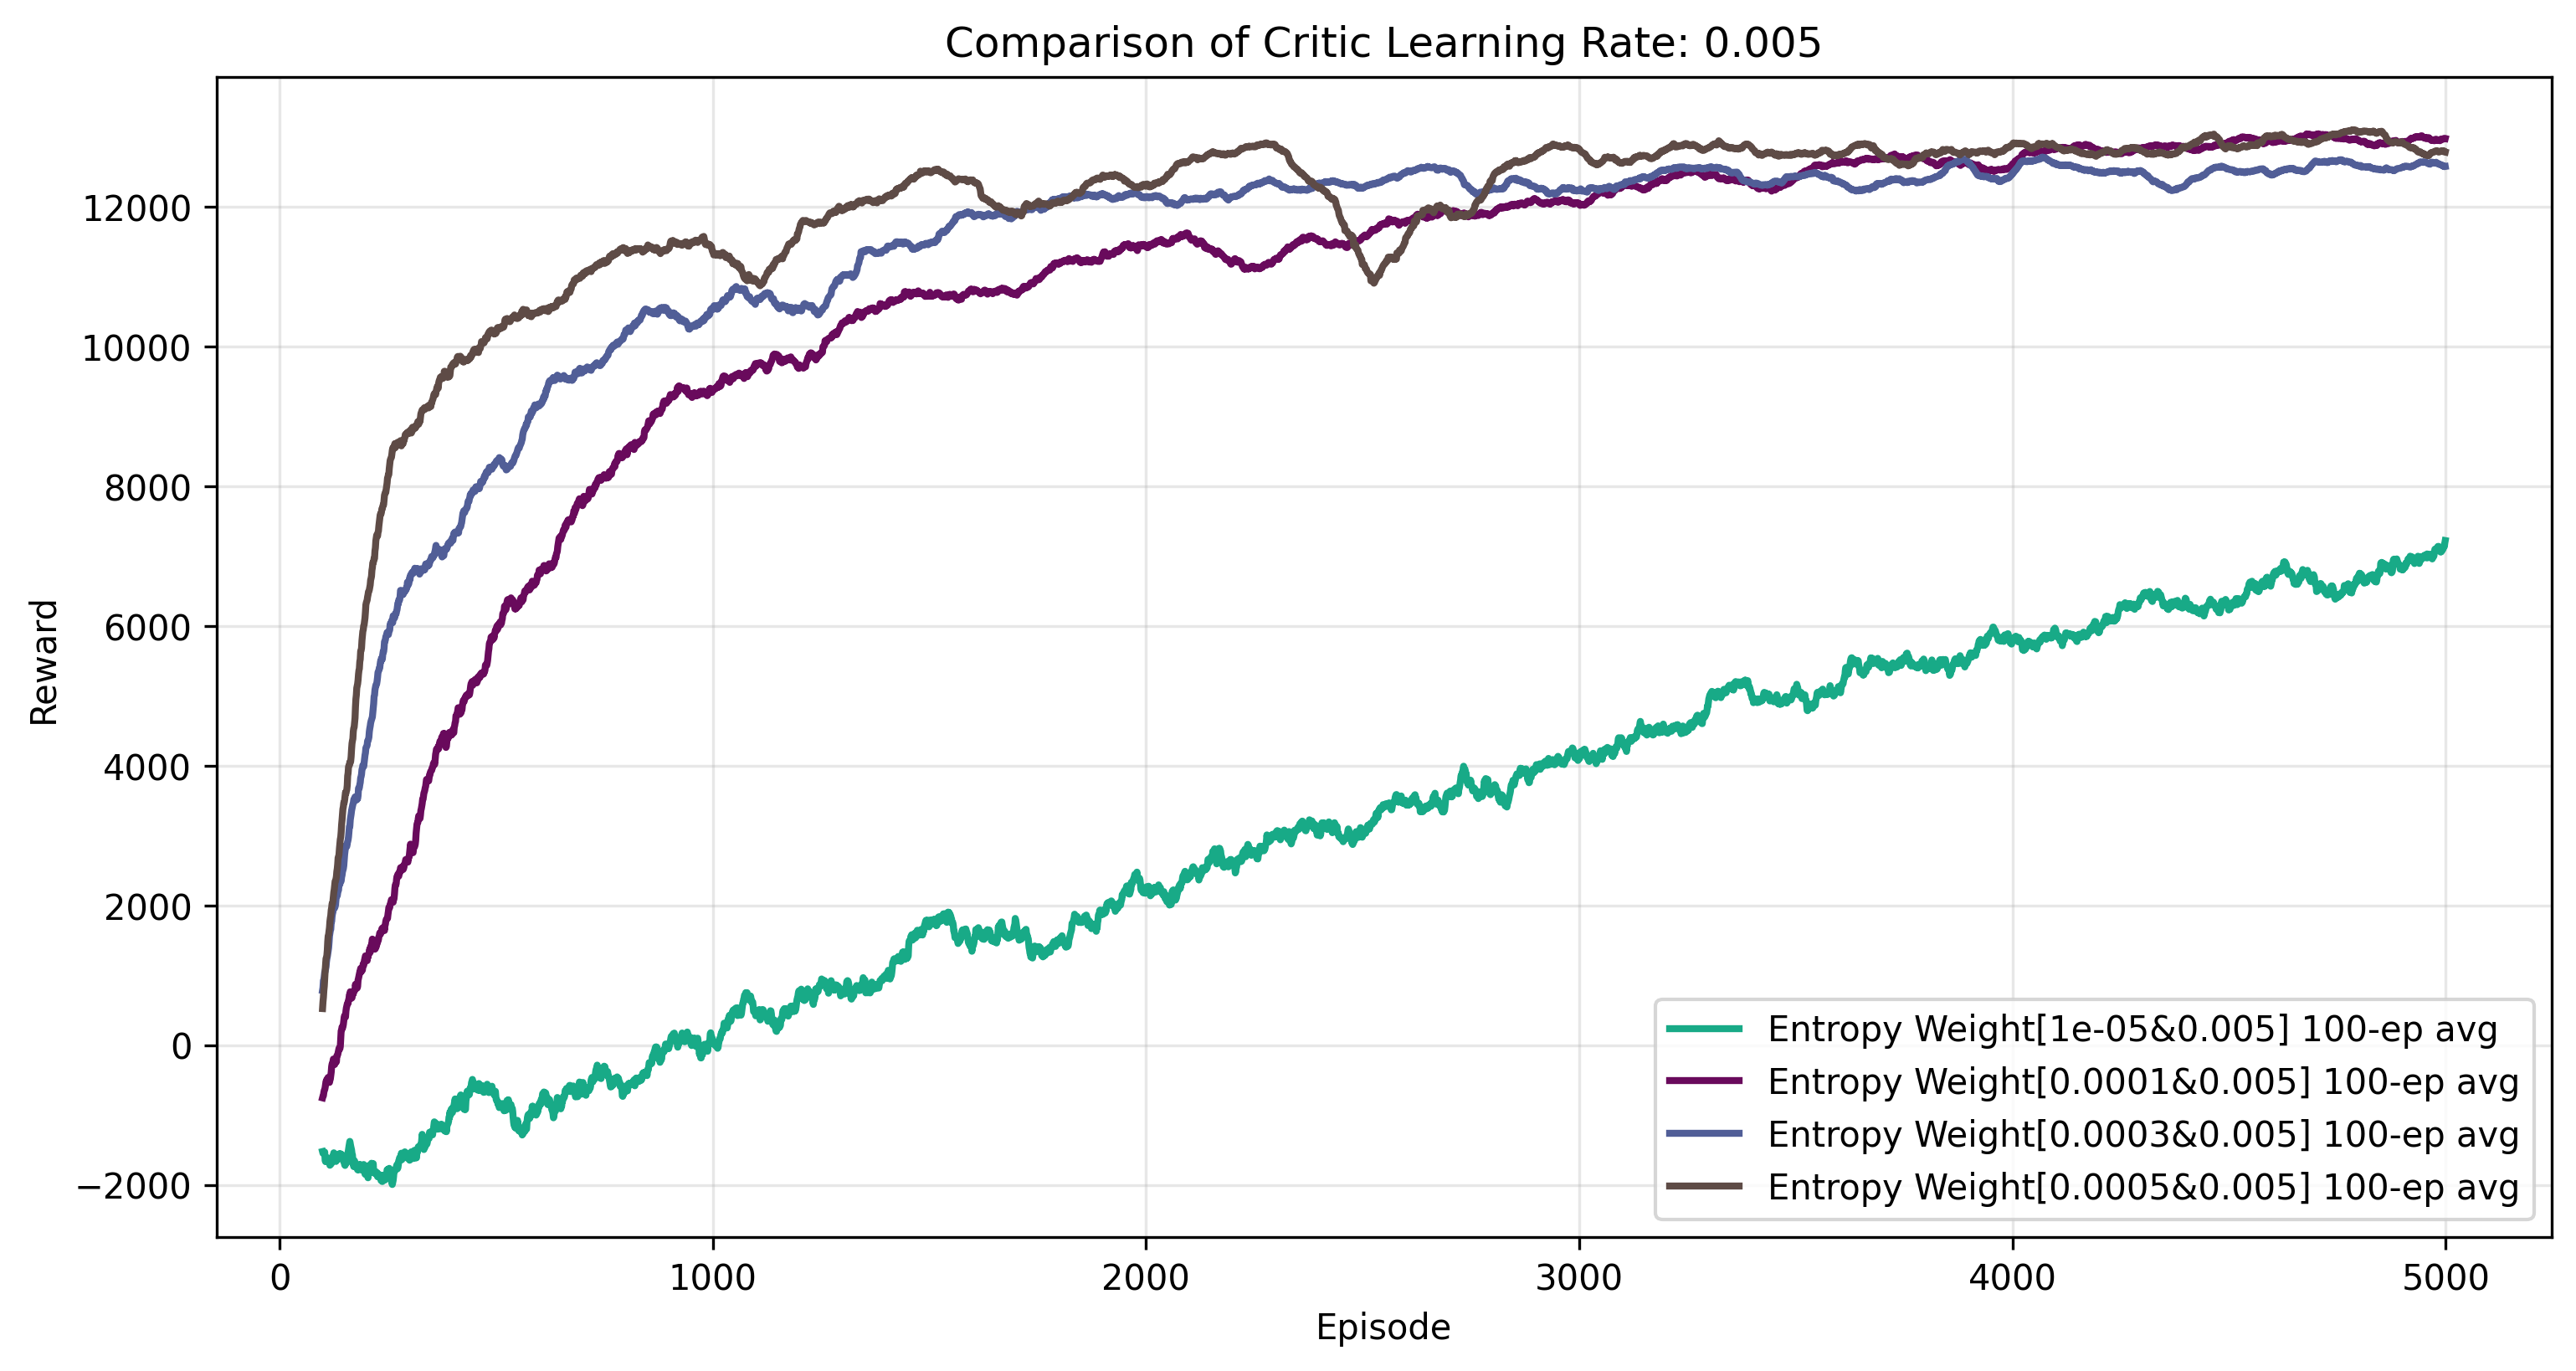 Comparison of Critic Learning Rate: 0.005
Reward
12000
10000
8000
6000
4000
2000
0
−2000
0
1000
2000
3000
4000
5000
Episode
Entropy Weight[1e-05&0.005] 100-ep avg
Entropy Weight[0.0001&0.005] 100-ep avg
Entropy Weight[0.0003&0.005] 100-ep avg
Entropy Weight[0.0005&0.005] 100-ep avg